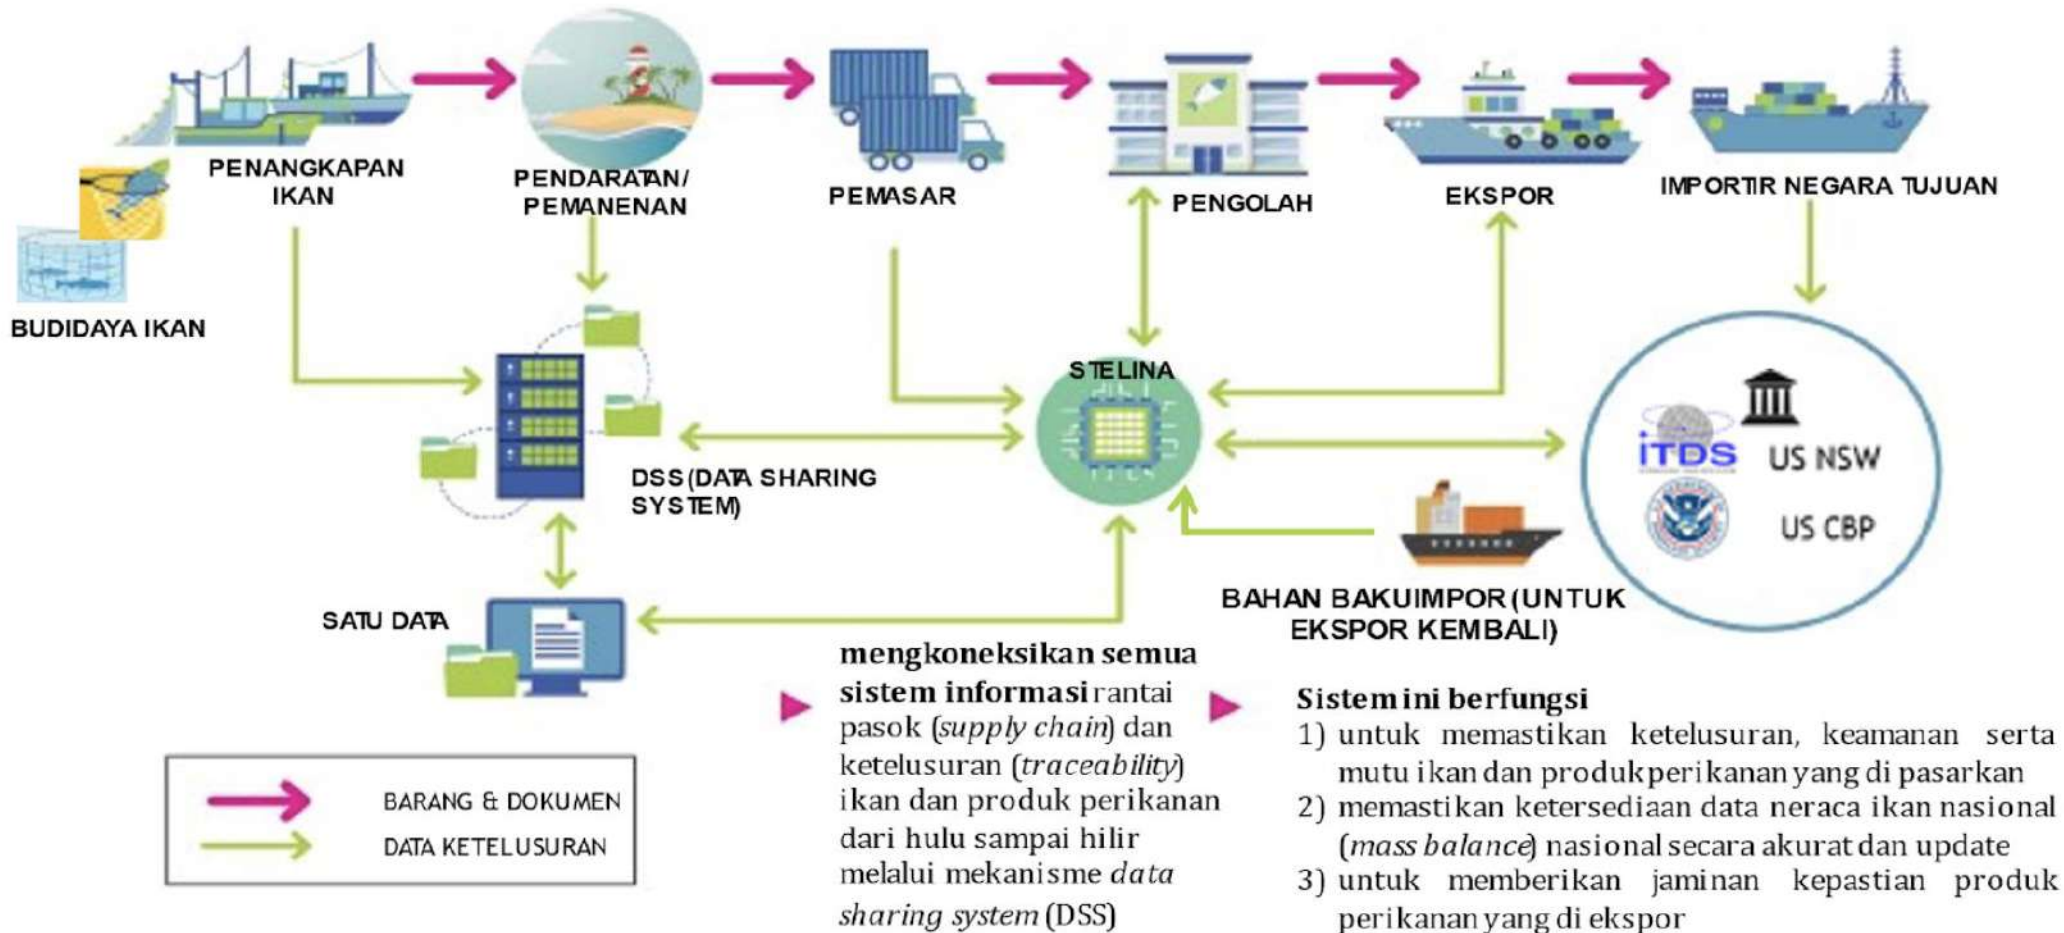 PENANGKAPAN
IKAN
PENDARATAN/
PEMANENAN
PEMASAR
PENGOLAH
EKSPOR
IMPORTIR NEGARA TUJUAN
BUDIDAYA IKAN
STELINA
DSS (DATA SHARING
SYSTEM)
iTDS
US NSW
US CBP
SATU DATA
BAHAN BAKUIMPOR (UNTUK
EKSPOR KEMBALI)
BARANG & DOKUMEN
DATA KETELUSURAN
mengkoneksikan semua
sistem informasi rantai
pasok (supply chain) dan
ketelusuran (traceability)
ikan dan produk perikanan
dari hulu sampai hilir
melalui mekanisme data
sharing system (DSS)
Sistem ini berfungsi
1) untuk memastikan ketelusuran, keamanan serta
mutu ikan dan produk perikanan yang di pasarkan
2) memastikan ketersediaan data neraca ikan nasional
(mass balance) nasional secara akurat dan update
3) untuk memberikan jaminan kepastian produk
perikanan yang di ekspor